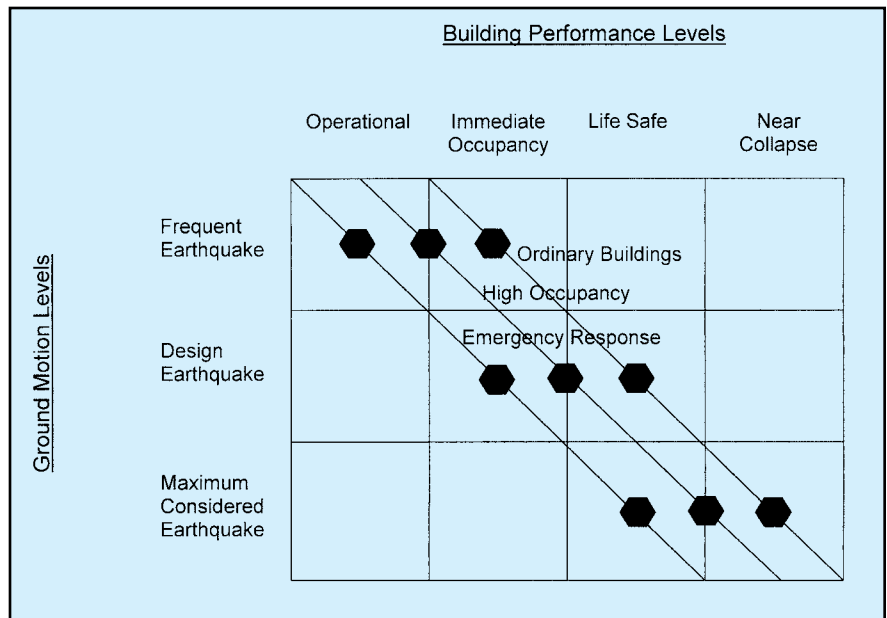 Building Performance Levels
Operational
Immediate
Occupancy
Life Safe
Near
Collapse
Ground Motion Levels
Frequent
Earthquake
Ordinary Buildings
High Occupancy
Design
Earthquake
Emergency Response
Maximum
Considered
Earthquake